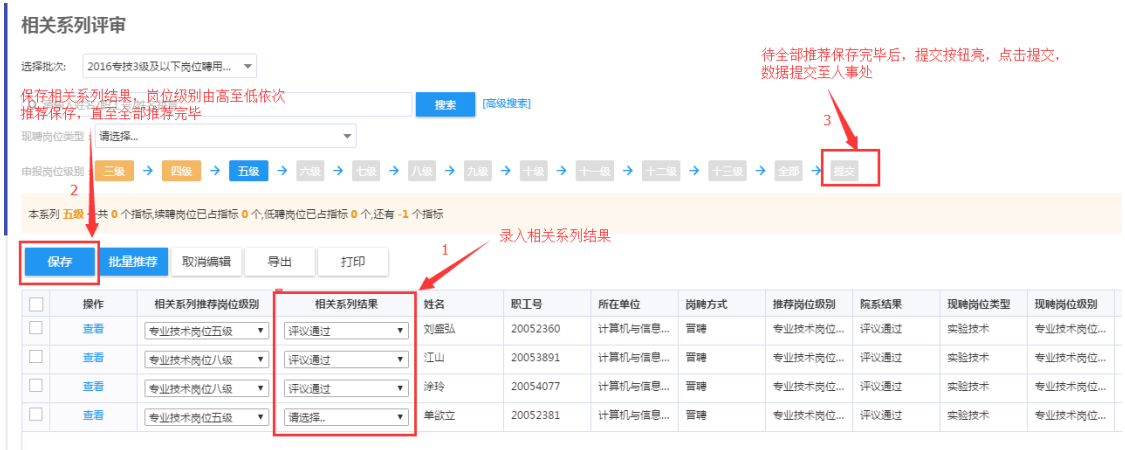 相关系列评审
待全部推荐保存完毕后，提交按钮亮，点击提交，
数据提交至人事处
选择批次: 2016专技3级及以下岗位聘用...
保存相关系列结果，岗位级别由高至低依次
推荐保存，直至全部推荐完毕
搜索 [高级搜索]
现聘岗位类型: 请选择...
3
申报岗位级别: 三级 四级 五级 六级 七级 八级 九级 十级 十一级 十二级 十三级 全部 提交
2
本系列 五级 一共 0 个指标,续聘岗位已占指标 0 个,低聘岗位已占指标 0 个,还有 -1 个指标
1 录入相关系列结果
保存 批量推荐 取消编辑 导出 打印
操作 相关系列推荐岗位级别 相关系列结果 姓名 职工号 所在单位 岗聘方式 推荐岗位级别 院系结果 现聘岗位类型 现聘岗位级别
查看 专业技术岗位五级 评议通过 刘盛弘 20052360 计算机与信息... 晋聘 专业技术岗位... 评议通过 实验技术 专业技术岗位...
查看 专业技术岗位八级 评议通过 江山 20053891 计算机与信息... 晋聘 专业技术岗位... 评议通过 实验技术 专业技术岗位...
查看 专业技术岗位八级 评议通过 涂玲 20054077 计算机与信息... 晋聘 专业技术岗位... 评议通过 实验技术 专业技术岗位...
查看 专业技术岗位五级 请选择.. 单欲立 20052381 计算机与信息... 晋聘 专业技术岗位... 评议通过 实验技术 专业技术岗位...